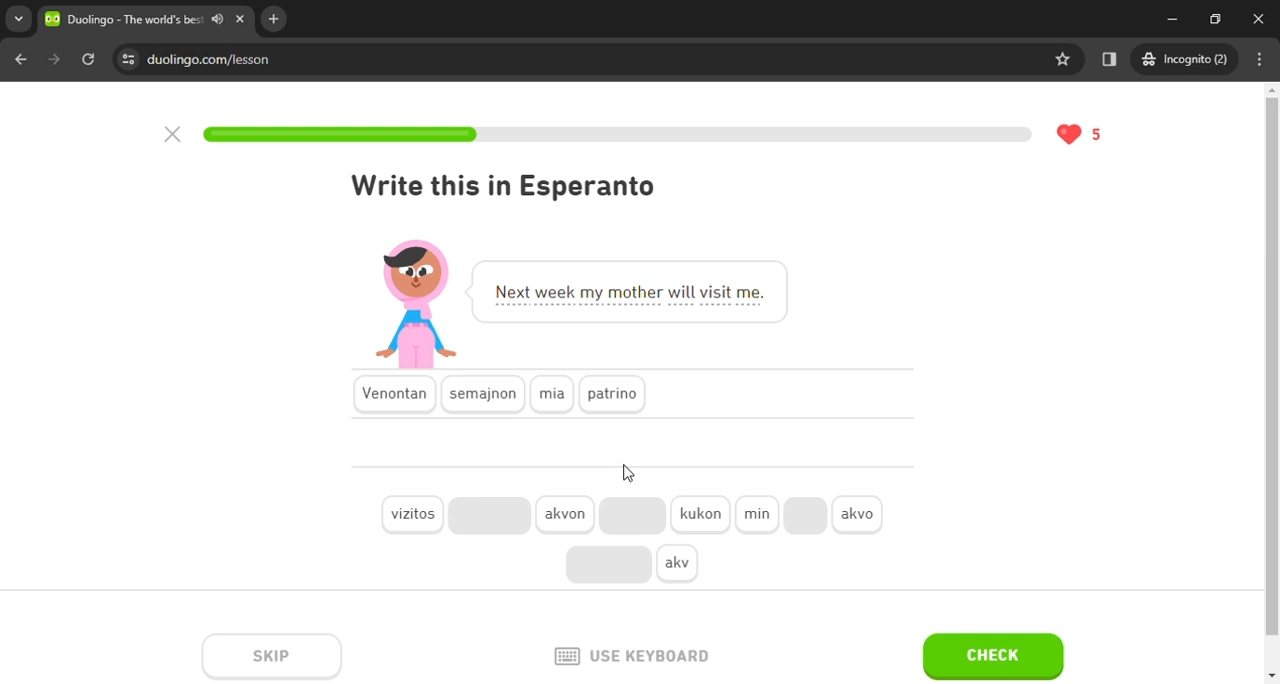 Duolingo - The world's bes
duolingo.com/lesson
Incognito (2)
5
Write this in Esperanto
Next week my mother will visit me.
Venontan semajnon mia patrino
vizitos akvon kukon min akvo
akv
SKIP USE KEYBOARD CHECK